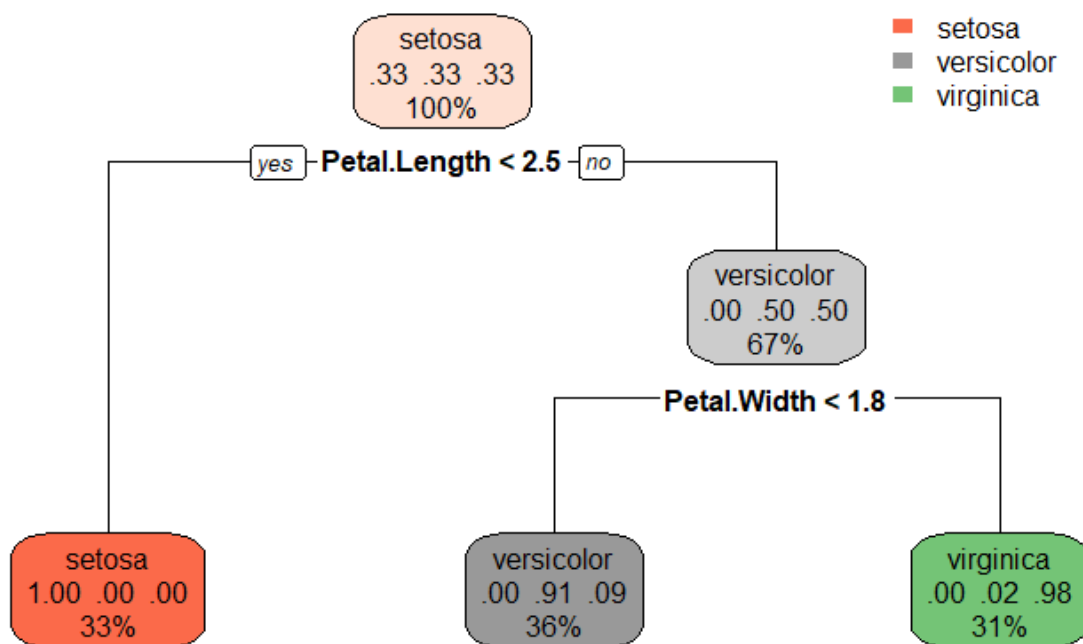 setosa
.33 .33 .33
100%
setosa
versicolor
virginica
yes Petal.Length < 2.5 no
versicolor
.00 .50 .50
67%
Petal.Width < 1.8
setosa
1.00 .00 .00
33%
versicolor
.00 .91 .09
36%
virginica
.00 .02 .98
31%